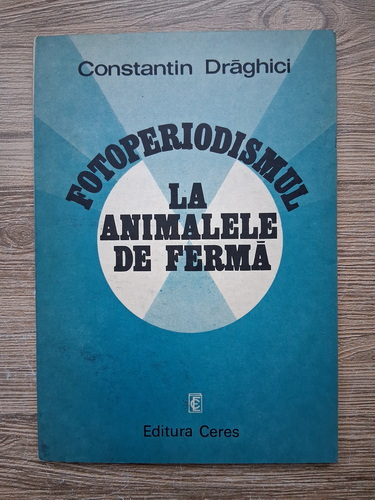 Constantin Drăghici
FOTOPERIODISMUL
LA
ANIMALELE
DE FERMĂ
Editura Ceres